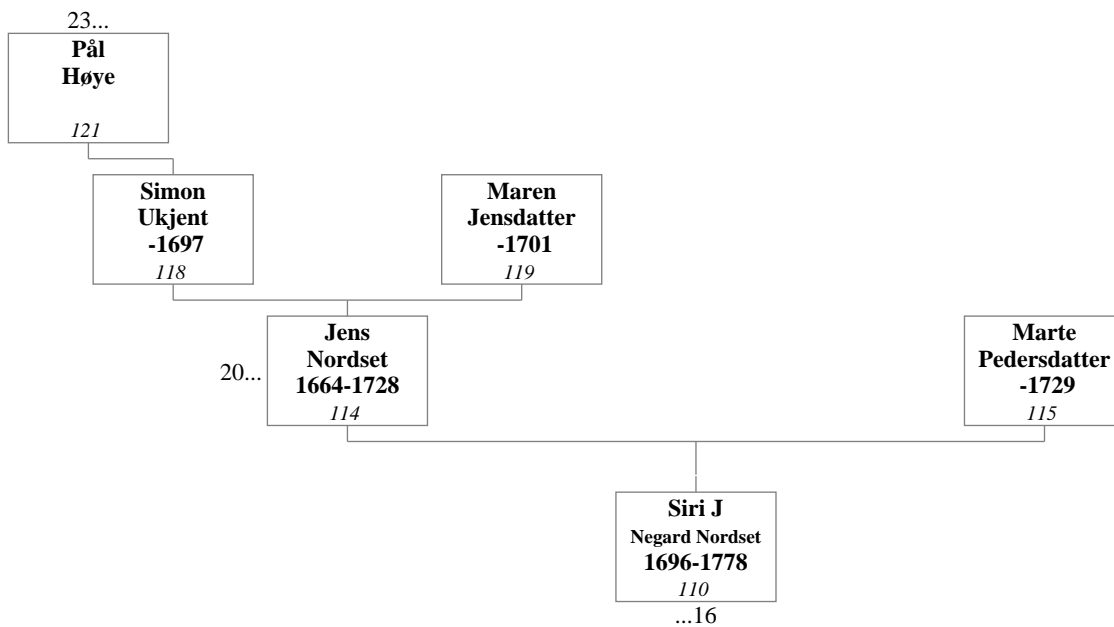 23...
Pål
Høye
121
Simon
Ukjent
-1697
118
Maren
Jensdatter
-1701
119
20...
Jens
Nordset
1664-1728
114
Marte
Pedersdatter
-1729
115
Siri J
Negard Nordset
1696-1778
110
...16